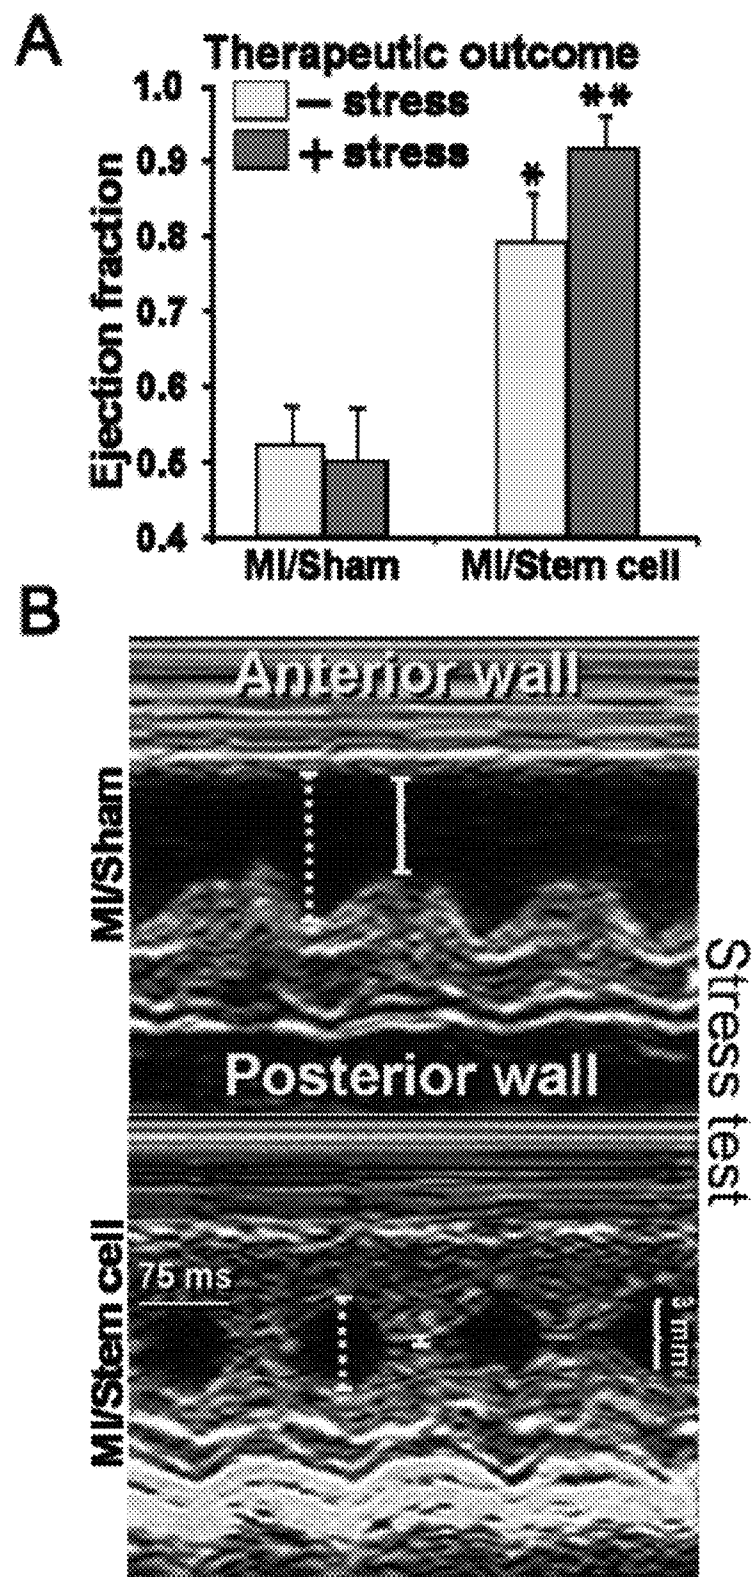 A
Therapeutic outcome
− stress
+ stress
Ejection fraction
1.0
0.9
0.8
0.7
0.6
0.5
0.4
*
**
MI/Sham
MI/Stem cell
B
Anterior wall
MI/Sham
Posterior wall
Stress test
MI/Stem cell
75 ms
3 mm